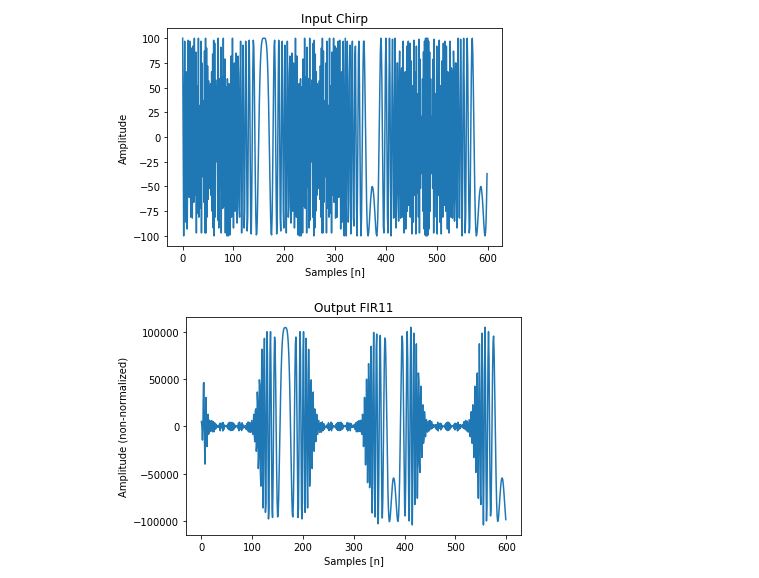 Input Chirp
100
75
50
25
0
−25
−50
−75
−100
Amplitude
0 100 200 300 400 500 600
Samples [n]
Output FIR11
100000
50000
0
−50000
−100000
Amplitude (non-normalized)
0 100 200 300 400 500 600
Samples [n]